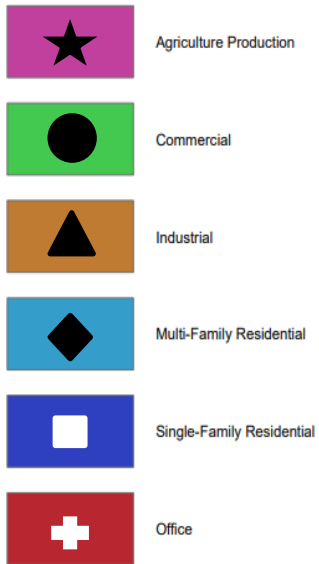 Agriculture Production
Commercial
Industrial
Multi-Family Residential
Single-Family Residential
Office